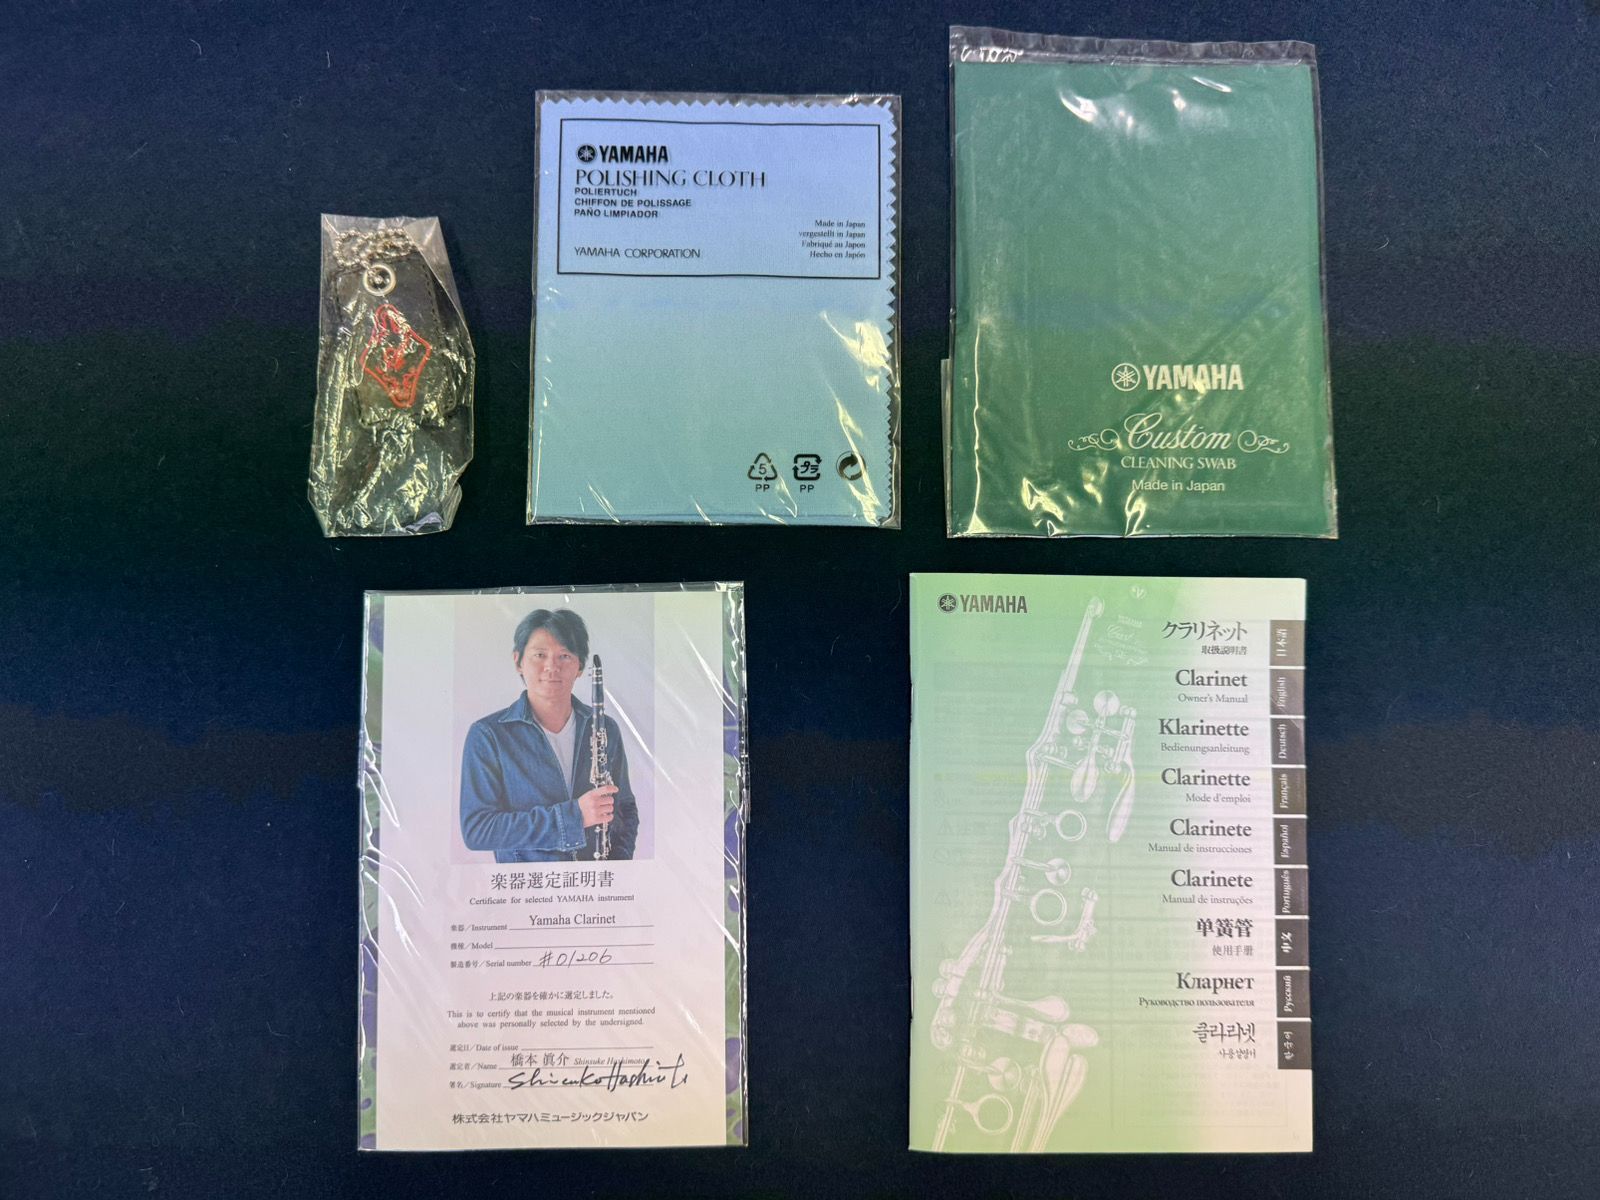 YAMAHA
POLISHING CLOTH
POLIERTUCH
CHIFFON DE POLISSAGE
PAÑO LIMPIADOR
YAMAHA CORPORATION
Made in Japan
vergestellt in Japan
Fabriqué au Japon
Hecho en Japón
5
PP
プラ
PP
YAMAHA
Custom
CLEANING SWAB
Made in Japan
楽器選定証明書
Certificate for selected YAMAHA instrument
楽器/Instrument Yamaha Clarinet
機種/Model
製造番号/Serial number #01206
上記の楽器を確かに選定しました。
This is to certify that the musical instrument mentioned
above was personally selected by the undersigned.
選定日/Date of issue
選定者/Name 橋本 眞介 Shinsuke Hashimoto
署名/Signature Shinsuke Hashimoto
株式会社ヤマハミュージックジャパン
YAMAHA
クラリネット
取扱説明書
日本語
Clarinet
Owner's Manual
English
Klarinette
Bedienungsanleitung
Deutsch
Clarinette
Mode d'emploi
Français
Clarinete
Manual de instrucciones
Español
Clarinete
Manual de instruções
Português
单簧管
使用手册
中文
Кларнет
Руководство пользователя
Русский
클라리넷
사용설명서
한국어